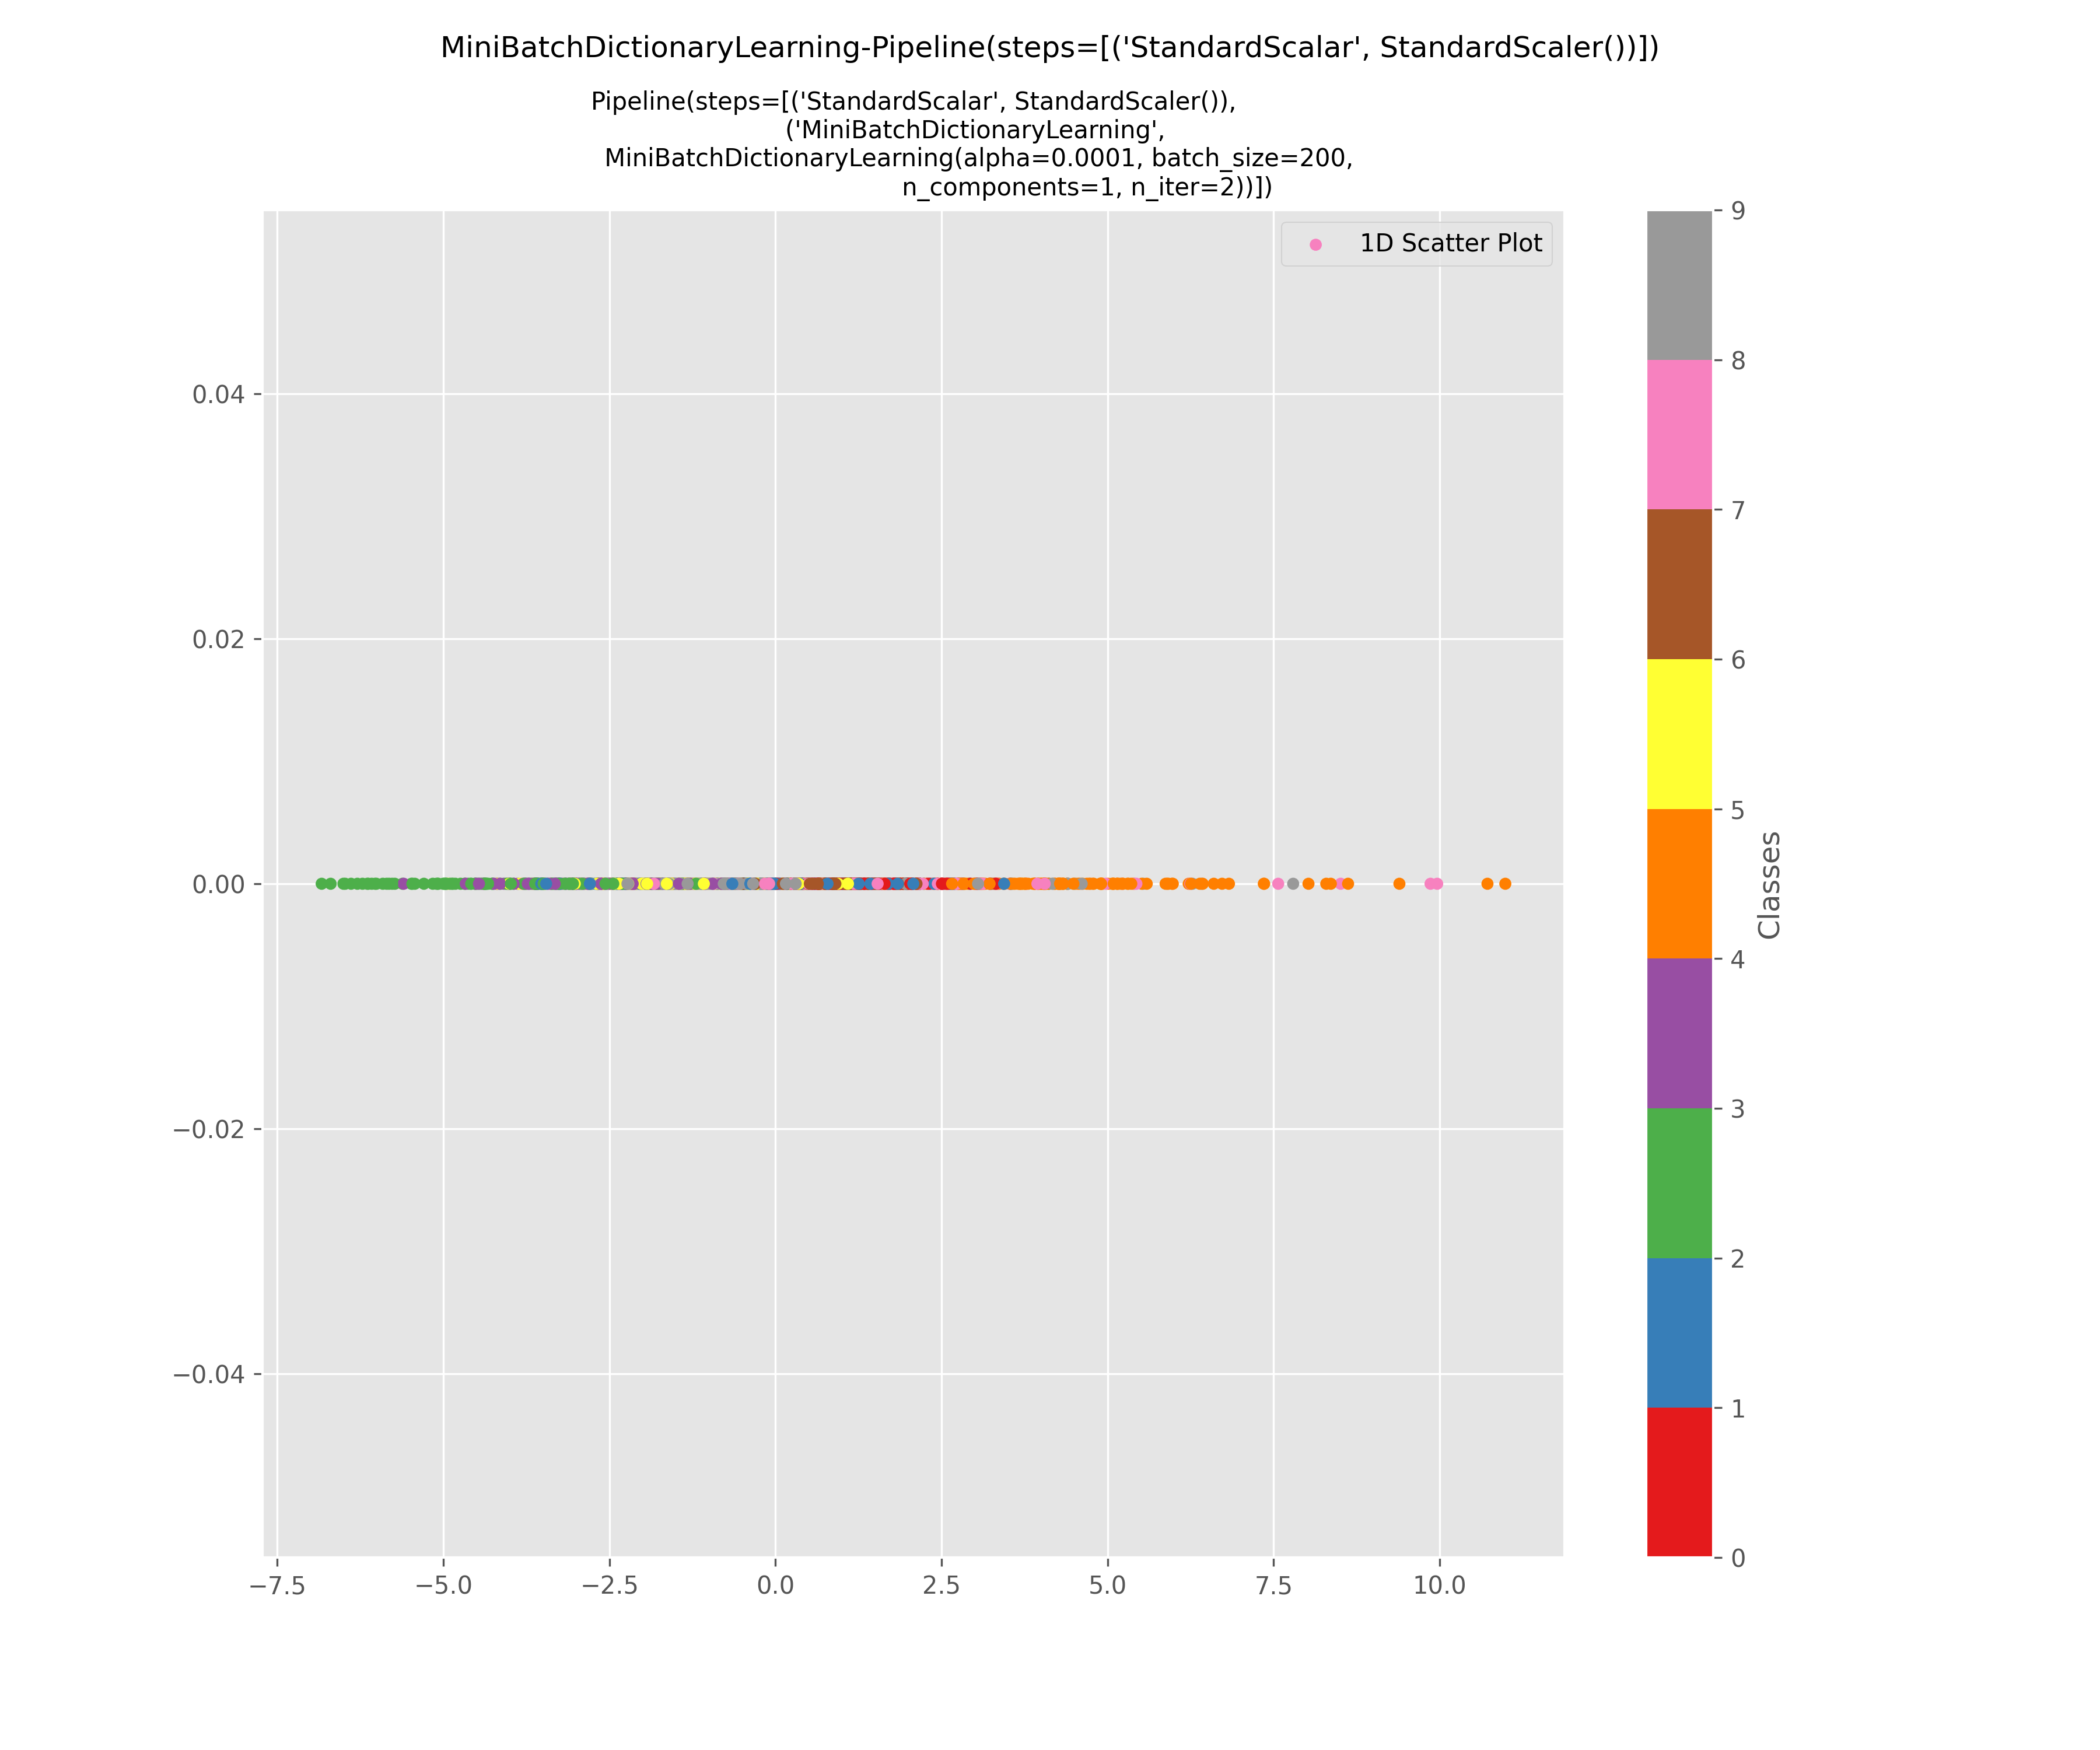 MiniBatchDictionaryLearning-Pipeline(steps=[('StandardScalar', StandardScaler())])
Pipeline(steps=[('StandardScalar', StandardScaler()),
('MiniBatchDictionaryLearning',
MiniBatchDictionaryLearning(alpha=0.0001, batch_size=200,
n_components=1, n_iter=2))])
1D Scatter Plot
0.04
0.02
0.00
−0.02
−0.04
−7.5 −5.0 −2.5 0.0 2.5 5.0 7.5 10.0
9
8
7
6
5
4
3
2
1
0
Classes